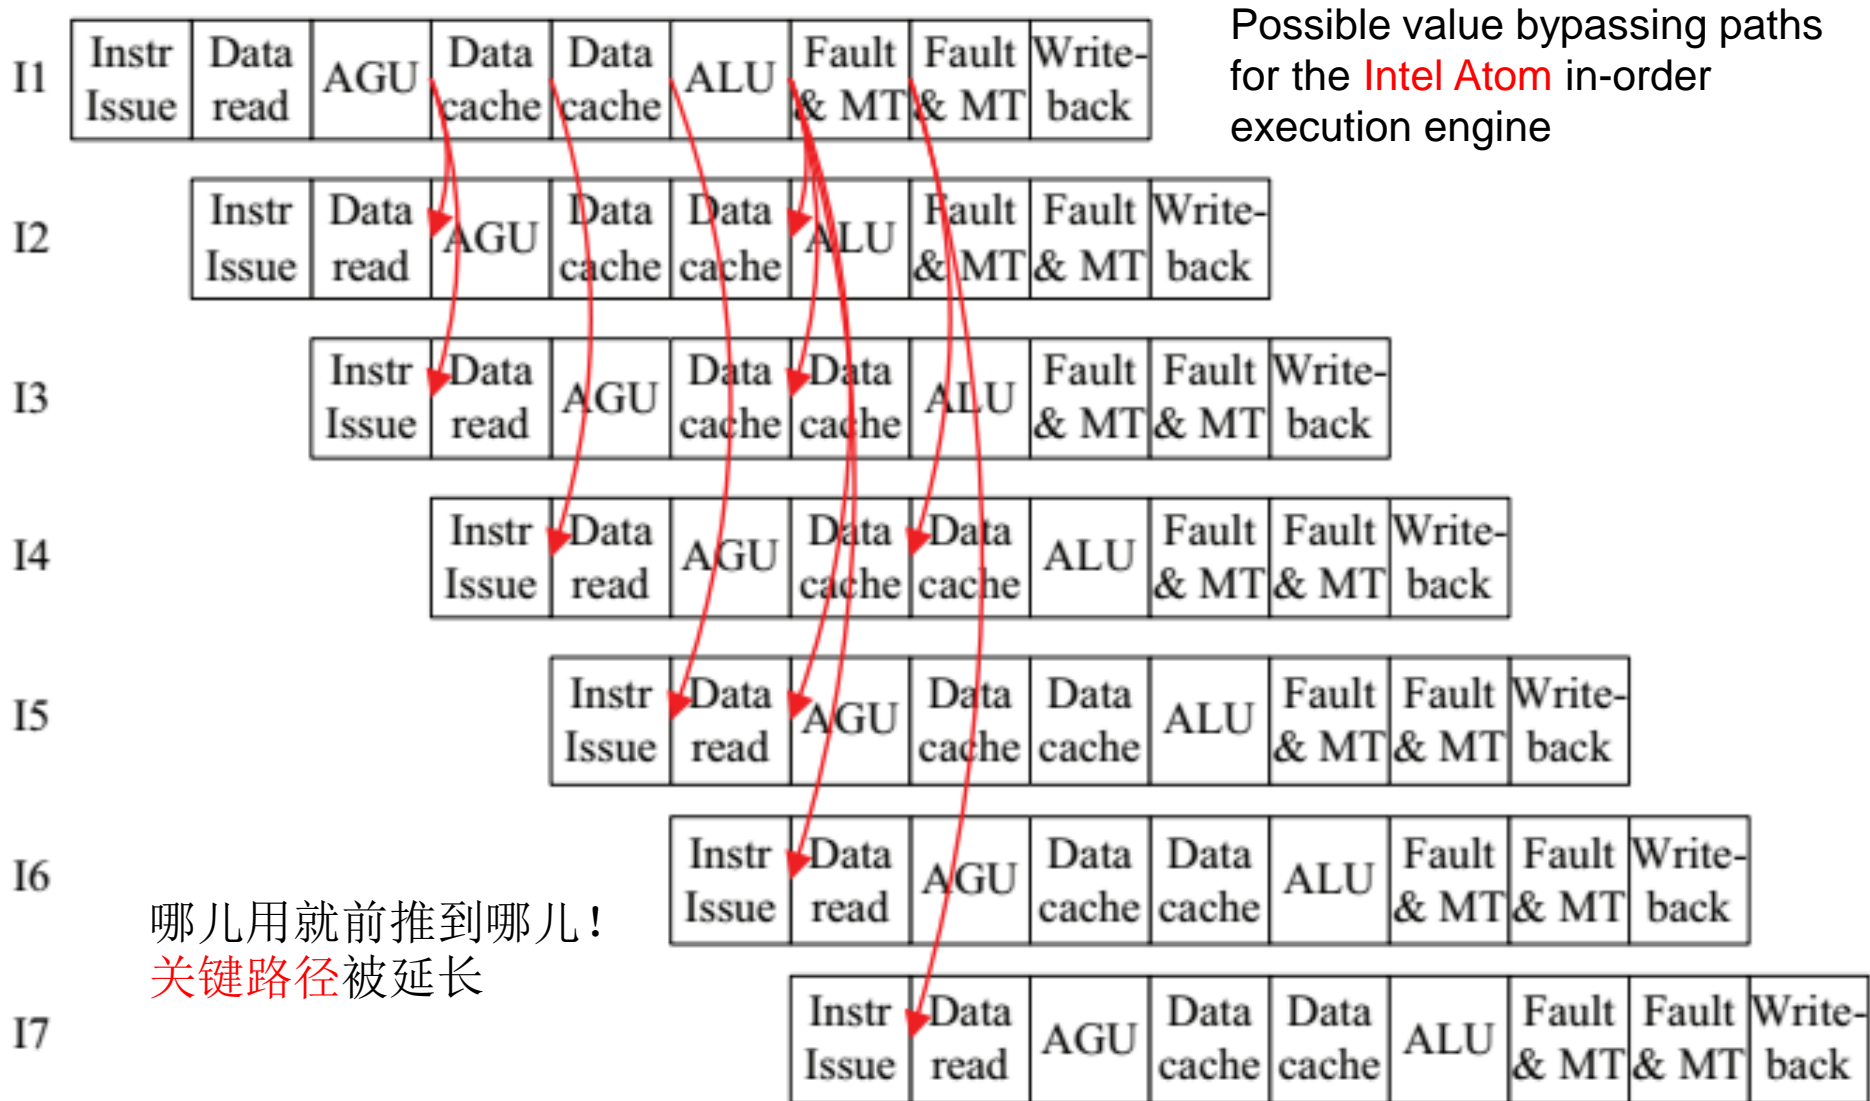 Possible value bypassing paths
for the Intel Atom in-order
execution engine
I1
Instr Data AGU Data Data ALU Fault Fault Write-
Issue read cache cache & MT & MT back
I2
Instr Data AGU Data Data ALU Fault Fault Write-
Issue read cache cache & MT & MT back
I3
Instr Data AGU Data Data ALU Fault Fault Write-
Issue read cache cache & MT & MT back
I4
Instr Data AGU Data Data ALU Fault Fault Write-
Issue read cache cache & MT & MT back
I5
Instr Data AGU Data Data ALU Fault Fault Write-
Issue read cache cache & MT & MT back
I6
Instr Data AGU Data Data ALU Fault Fault Write-
Issue read cache cache & MT & MT back
哪儿用就前推到哪儿！
关键路径被延长
I7
Instr Data AGU Data Data ALU Fault Fault Write-
Issue read cache cache & MT & MT back